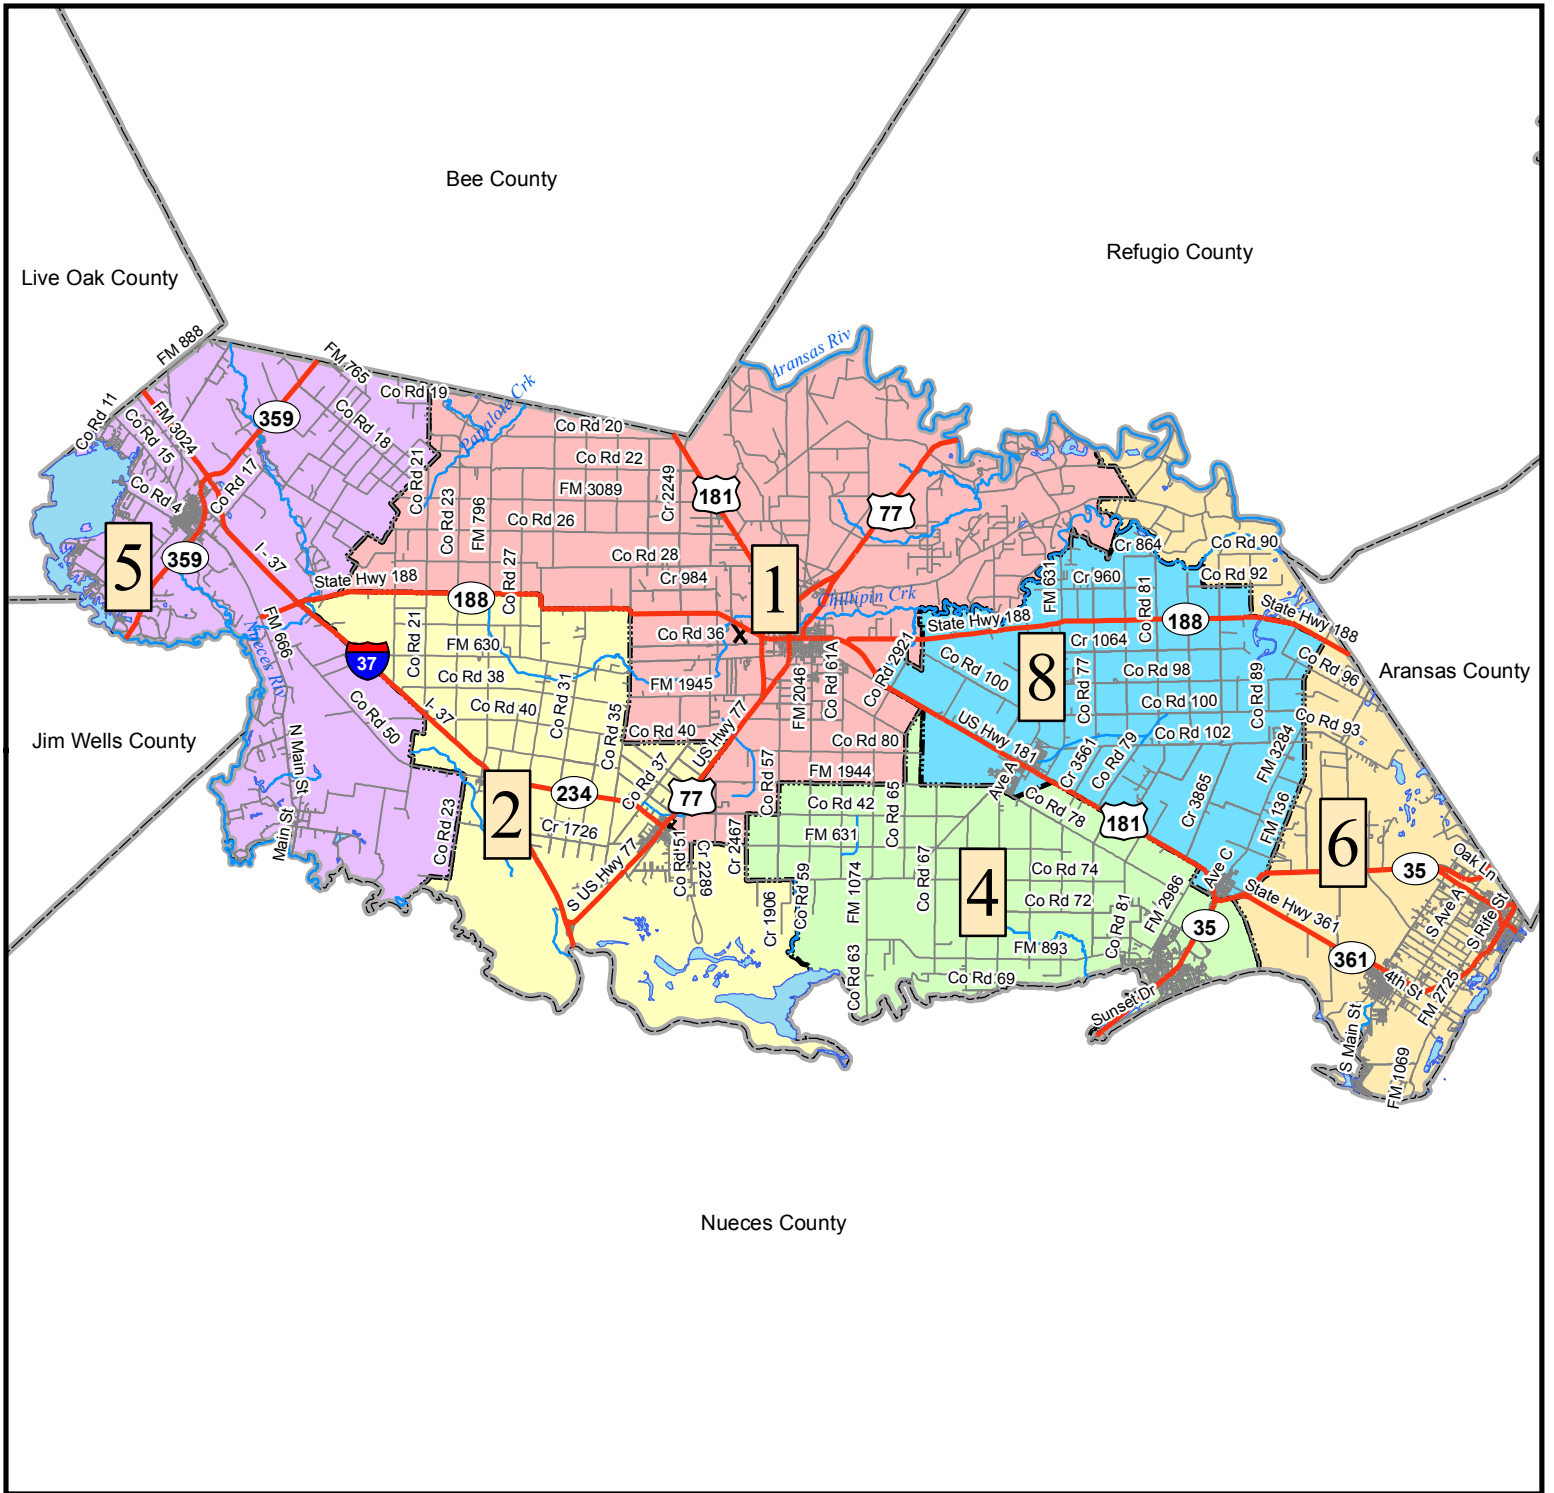 Bee County
Refugio County
Live Oak County
Aransas County
Jim Wells County
Nueces County
FM 888
FM 765
Co Rd 19
Papalote Crk
Aransas Riv
Co Rd 11
FM 3024
Co Rd 15
359
Co Rd 18
Co Rd 20
Co Rd 22
Co Rd 17
Co Rd 21
Co Rd 4
FM 3089
Cr 2249
181
77
Co Rd 23
FM 796
Co Rd 26
5
359
I - 37
Co Rd 28
Co Rd 27
Cr 984
1
Cr 864
Co Rd 90
FM 631
Cr 960
Co Rd 81
Co Rd 92
State Hwy 188
188
Chiltipin Crk
State Hwy 188
188
State Hwy 188
FM 666
Nueces Riv
Co Rd 21
FM 630
Co Rd 36
X
Cr 1064
37
Co Rd 38
Co Rd 31
FM 1945
FM 2046
Co Rd 61A
Co Rd 2921
Co Rd 100
8
Co Rd 77
Co Rd 98
Co Rd 89
Co Rd 96
I - 37
Co Rd 40
Co Rd 50
Co Rd 35
Co Rd 40
US Hwy 77
Co Rd 80
US Hwy 181
Co Rd 100
Co Rd 102
Co Rd 93
N Main St
Main St
Co Rd 23
2
234
Co Rd 37
77
Co Rd 57
FM 1944
Co Rd 65
Ave A
Cr 3561
Co Rd 79
Cr 3865
FM 3284
FM 136
Co Rd 42
Co Rd 78
181
Cr 1726
S US Hwy 77
Co Rd 51
Cr 2289
Cr 2467
FM 631
Cr 1906
Co Rd 59
FM 1074
Co Rd 67
4
Co Rd 74
Co Rd 72
Co Rd 81
FM 2986
Ave C
6
35
Oak Ln
State Hwy 361
S Ave A
S Rife St
35
361
FM 893
Co Rd 63
Co Rd 69
Sunset Dr
4th St
FM 2725
S Main St
FM 1069